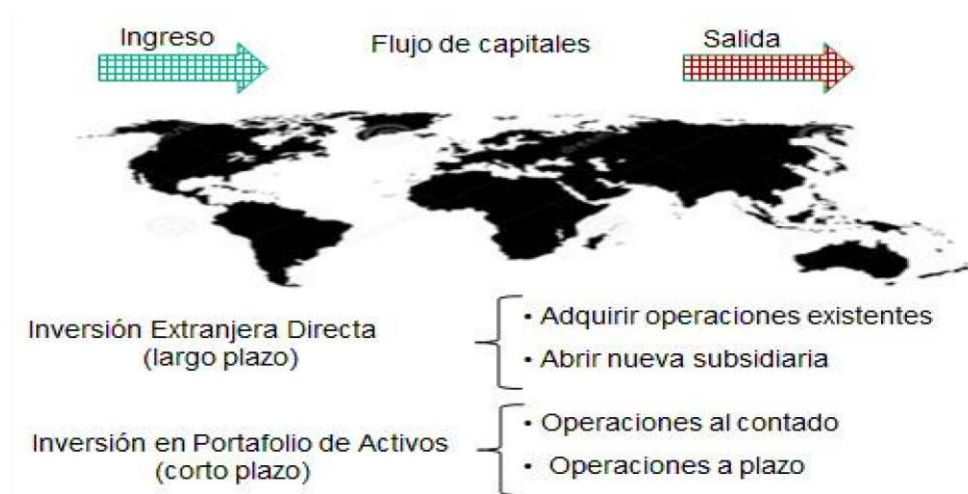 Ingreso
Flujo de capitales
Salida
Inversión Extranjera Directa
(largo plazo)
• Adquirir operaciones existentes
• Abrir nueva subsidiaria
Inversión en Portafolio de Activos
(corto plazo)
• Operaciones al contado
• Operaciones a plazo